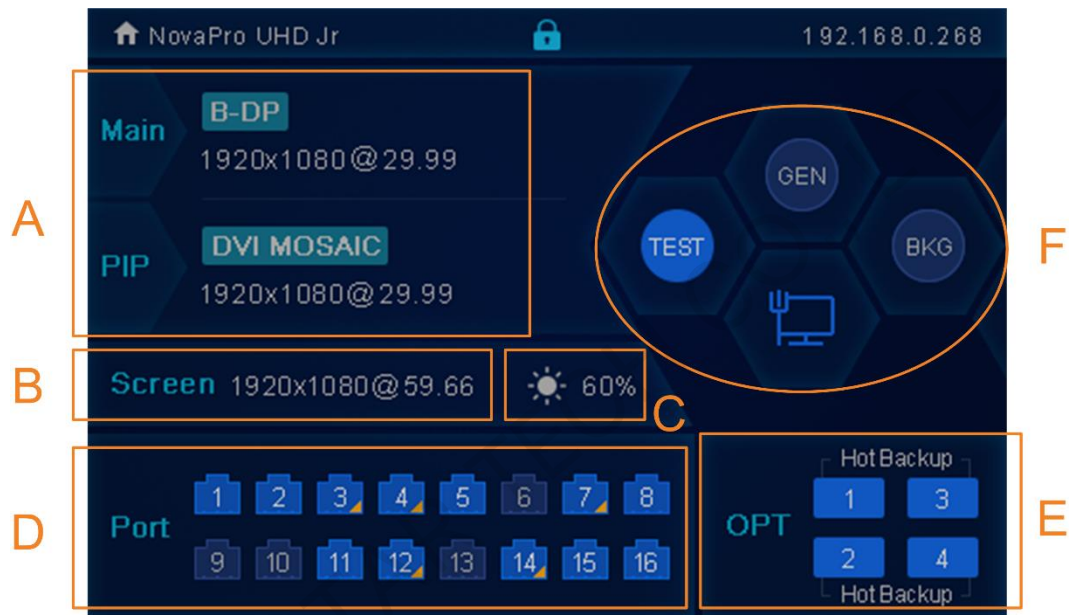 NovaPro UHD Jr 192.168.0.268
A
Main
B-DP
1920x1080@29.99
PIP
DVI MOSAIC
1920x1080@29.99
GEN
TEST
BKG
F
B
Screen 1920x1080@59.66
60%
C
D
Port
1 2 3 4 5 6 7 8
9 10 11 12 13 14 15 16
OPT
Hot Backup
1 3
2 4
Hot Backup
E